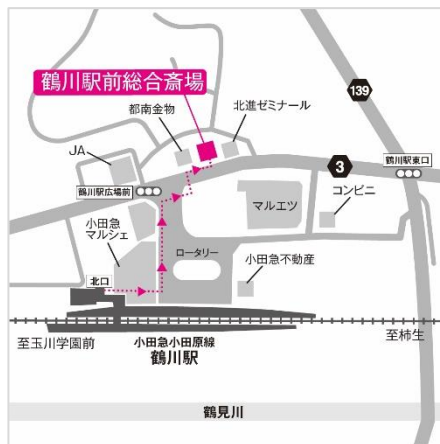 鶴川駅前総合斎場
139
都南金物
北進ゼミナール
JA
3
鶴川駅東口
鶴川駅広場前
コンビニ
マルエツ
小田急
マルシェ
ロータリー
小田急不動産
北口
至玉川学園前
小田急小田原線
鶴川駅
至柿生
鶴見川